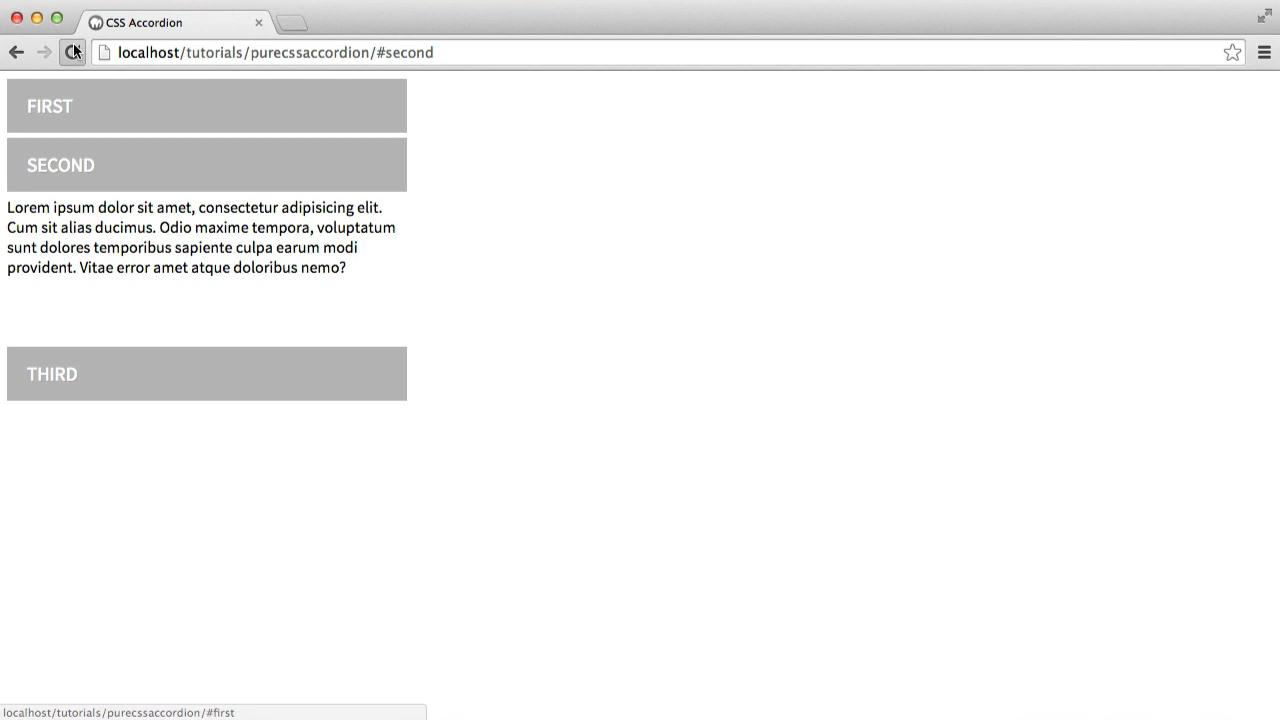 CSS Accordion
localhost/tutorials/purecssaccordion/#second
FIRST
SECOND
Lorem ipsum dolor sit amet, consectetur adipisicing elit.
Cum sit alias ducimus. Odio maxime tempora, voluptatum
sunt dolores temporibus sapiente culpa earum modi
provident. Vitae error amet atque doloribus nemo?
THIRD
localhost/tutorials/purecssaccordion/#first